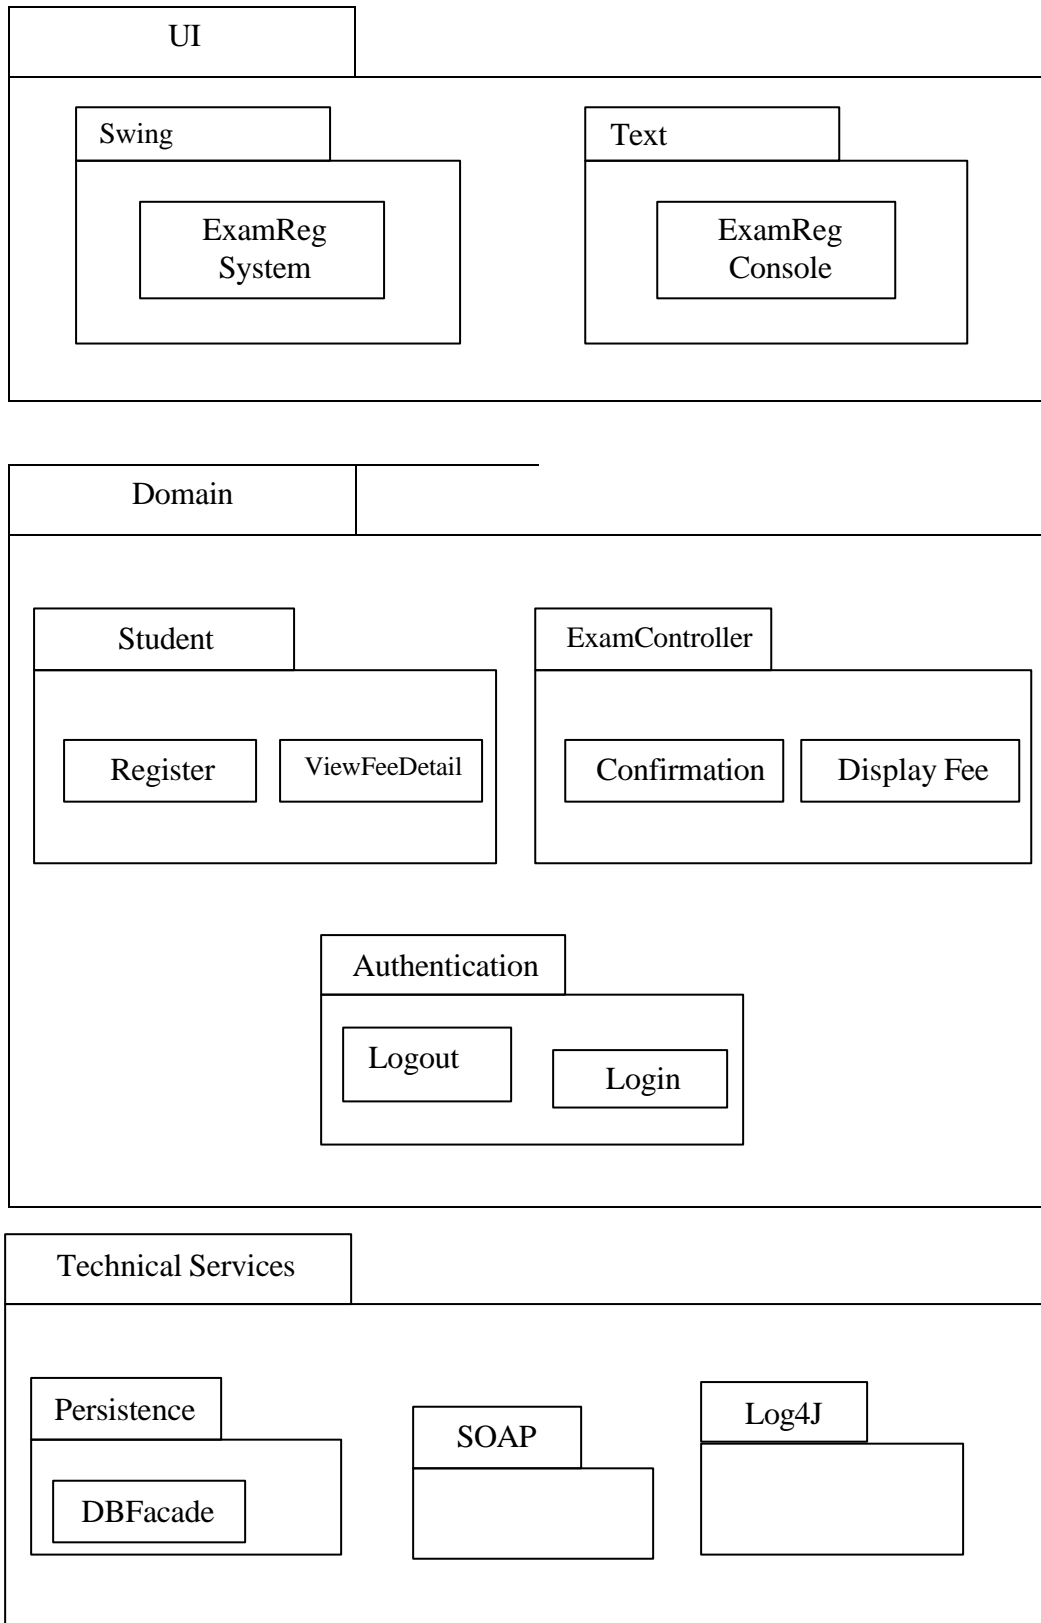 UI
Swing
Text
ExamReg
System
ExamReg
Console
Domain
Student
ExamController
Register
ViewFeeDetail
Confirmation
Display Fee
Authentication
Logout
Login
Technical Services
Persistence
SOAP
Log4J
DBFacade